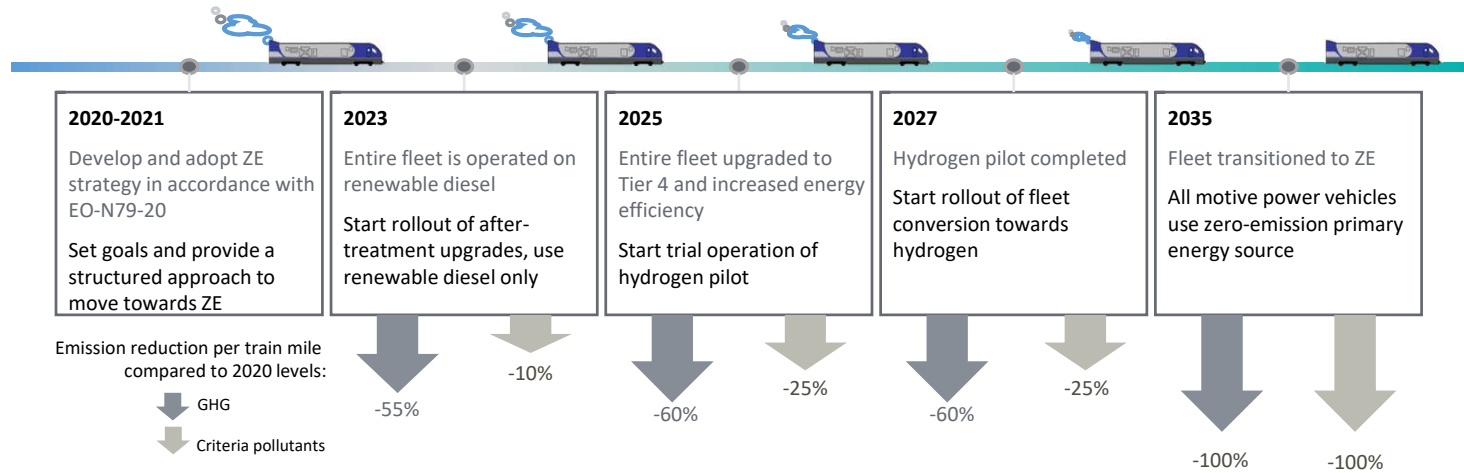 2020-2021
Develop and adopt ZE
strategy in accordance with
EO-N79-20
Set goals and provide a
structured approach to
move towards ZE
2023
Entire fleet is operated on
renewable diesel
Start rollout of after-
treatment upgrades, use
renewable diesel only
2025
Entire fleet upgraded to
Tier 4 and increased energy
efficiency
Start trial operation of
hydrogen pilot
2027
Hydrogen pilot completed
Start rollout of fleet
conversion towards
hydrogen
2035
Fleet transitioned to ZE
All motive power vehicles
use zero-emission primary
energy source
Emission reduction per train mile
compared to 2020 levels:
GHG
Criteria pollutants
-55%
-10%
-60%
-25%
-60%
-25%
-100%
-100%